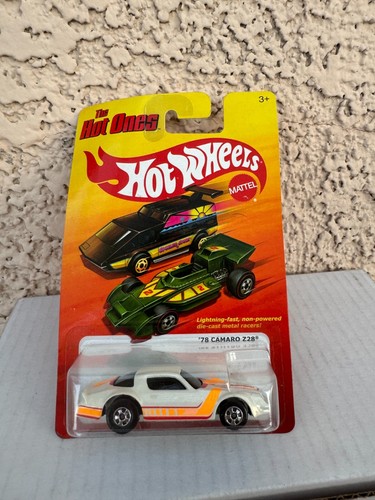 The
Hot Ones
3+
Hot Wheels
MATTEL
Lightning-fast, non-powered
die-cast metal racers!
'78 CAMARO Z28®